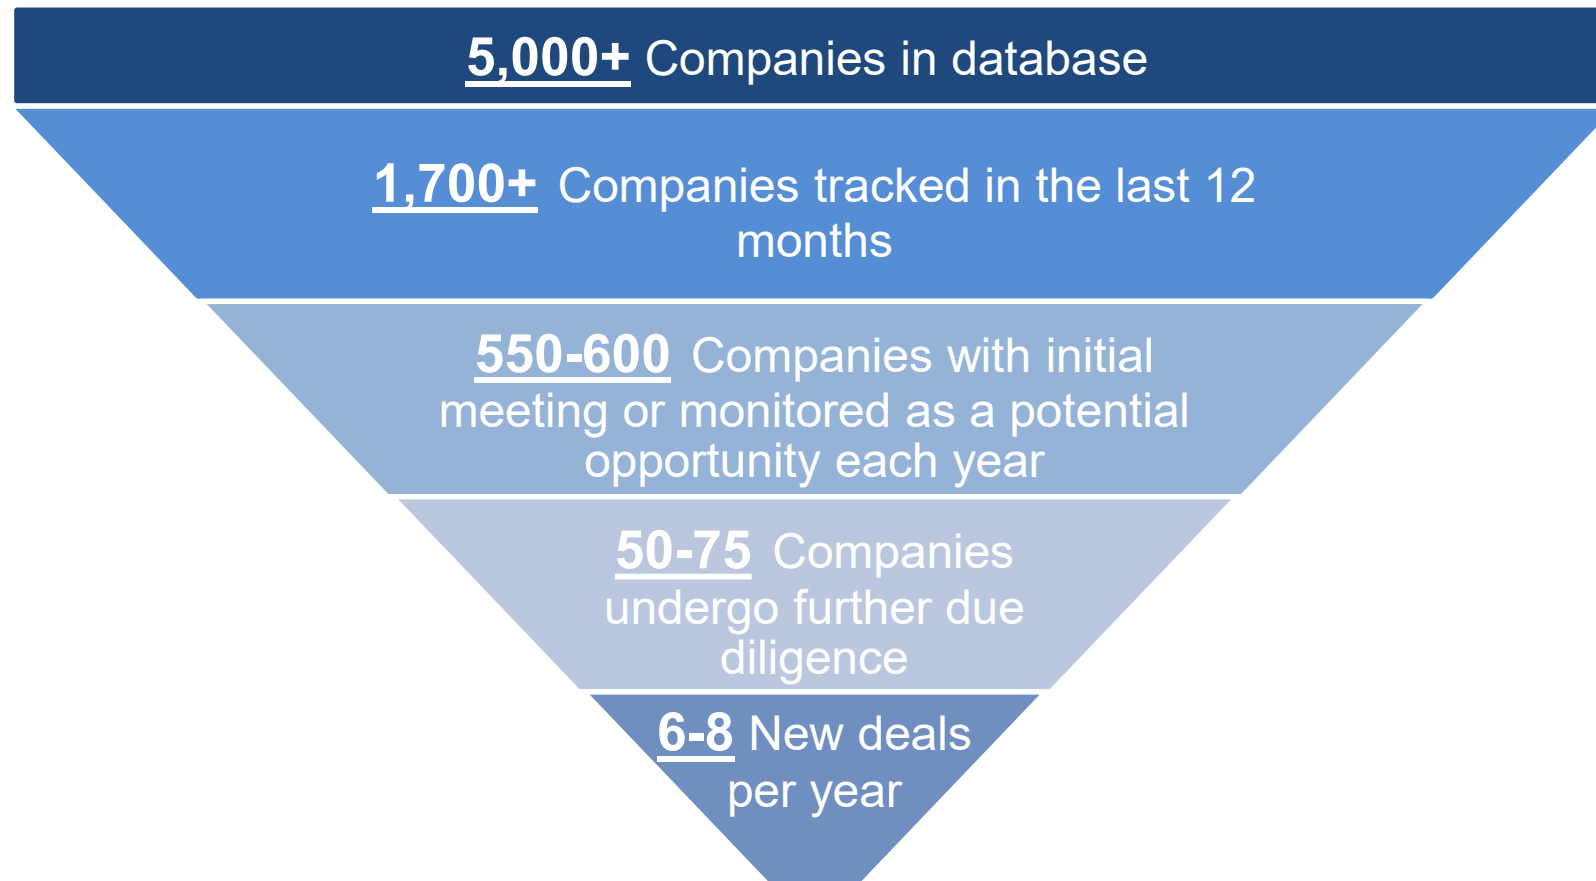 5,000+ Companies in database
1,700+ Companies tracked in the last 12
months
550-600 Companies with initial
meeting or monitored as a potential
opportunity each year
50-75 Companies
undergo further due
diligence
6-8 New deals
per year